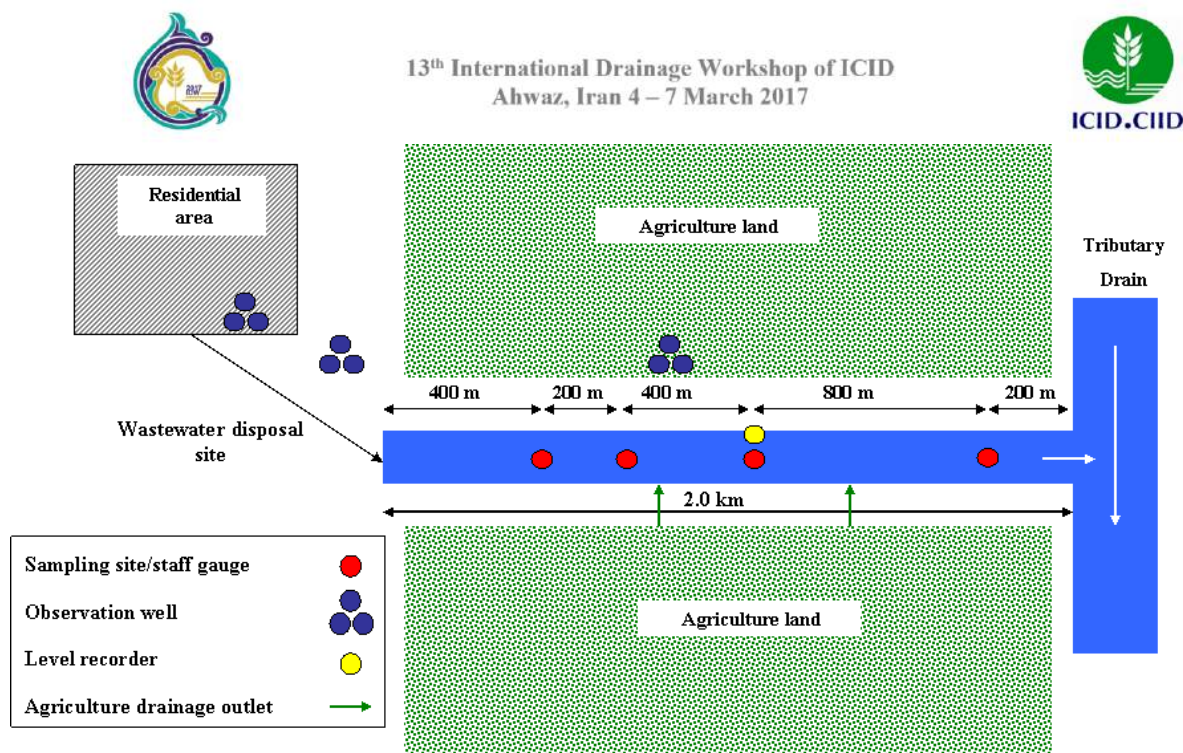 13th International Drainage Workshop of ICID
Ahwaz, Iran 4 – 7 March 2017
2017
ICID.CIID
Residential
area
Agriculture land
Tributary
Drain
400 m
200 m
400 m
800 m
200 m
Wastewater disposal
site
2.0 km
Sampling site/staff gauge
Observation well
Level recorder
Agriculture drainage outlet
Agriculture land